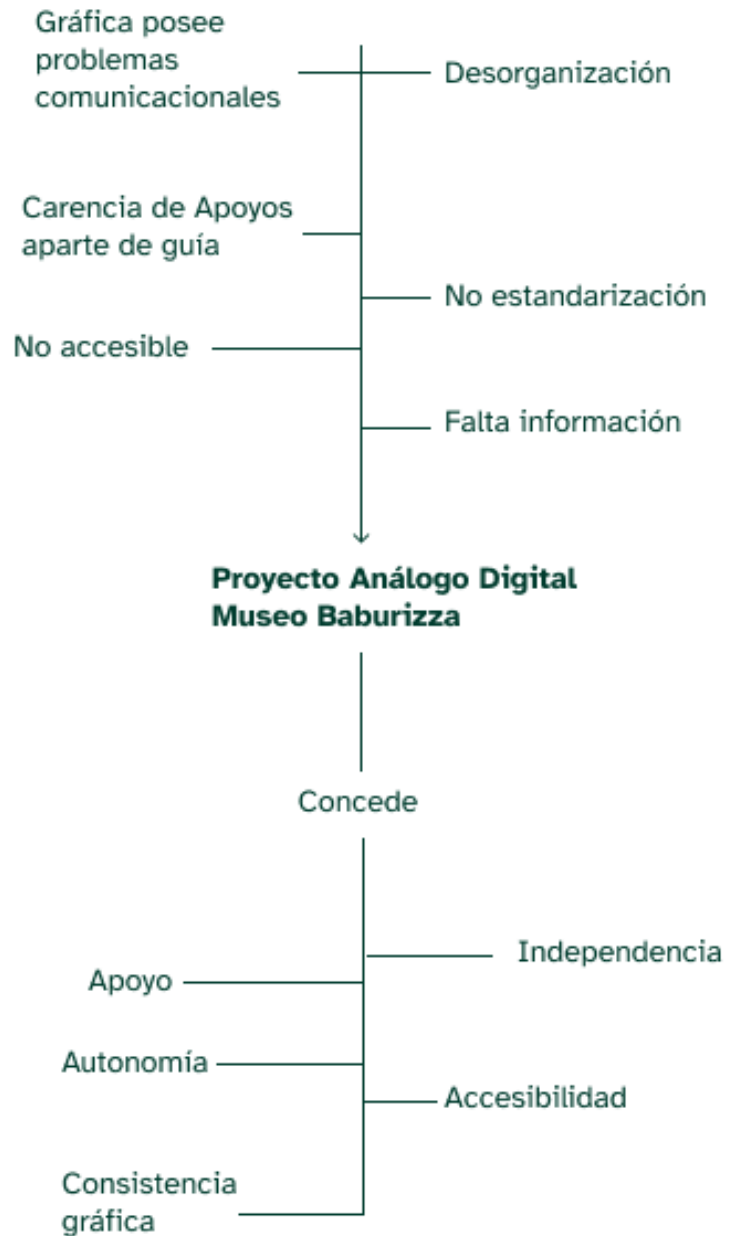 Gráfica posee
problemas
comunicacionales
Desorganización
Carencia de Apoyos
aparte de guía
No estandarización
No accesible
Falta información
Proyecto Análogo Digital
Museo Baburizza
Concede
Independencia
Apoyo
Autonomía
Accesibilidad
Consistencia
gráfica